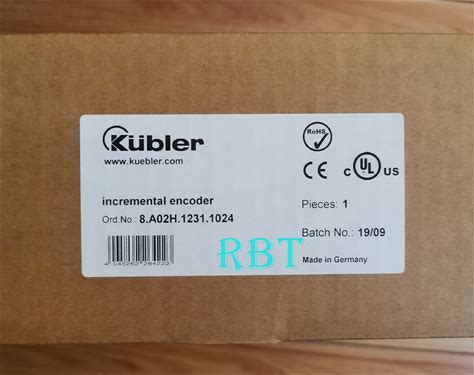 Kübler
www.kuebler.com
RoHS
CE
c UL US
incremental encoder
Ord.No.: 8.A02H.1231.1024
Pieces: 1
Batch No.: 19/09
Made in Germany
RBT